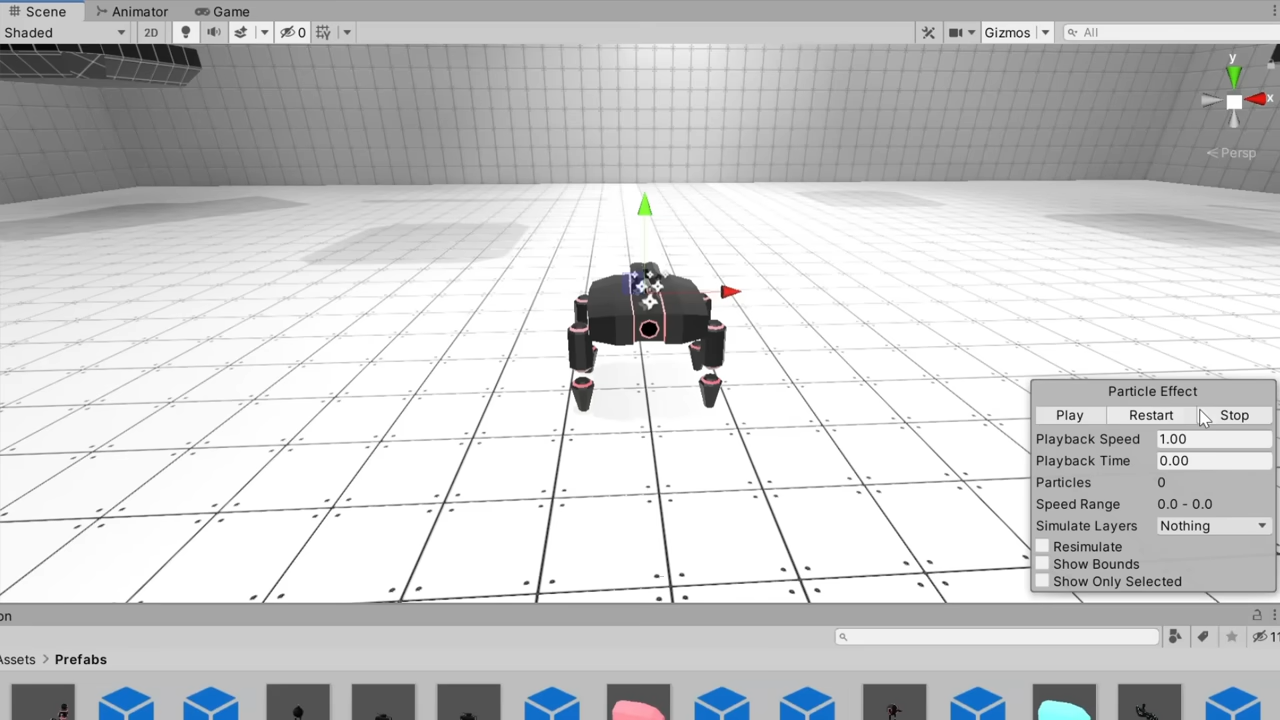 Scene Animator Game
Shaded 2D 0 Gizmos All
y
x
Persp
Particle Effect
Play Restart Stop
Playback Speed 1.00
Playback Time 0.00
Particles 0
Speed Range 0.0 - 0.0
Simulate Layers Nothing
Resimulate
Show Bounds
Show Only Selected
on
11
Assets > Prefabs